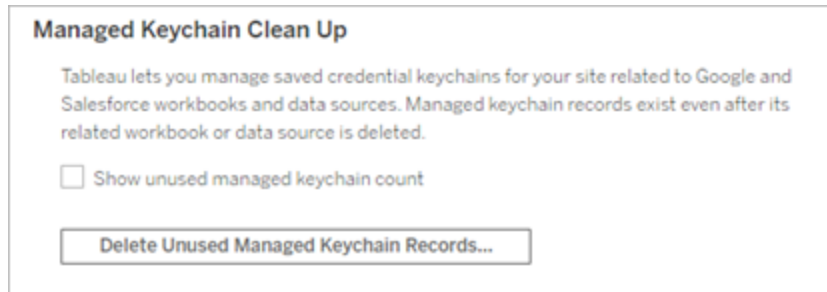 Managed Keychain Clean Up
Tableau lets you manage saved credential keychains for your site related to Google and
Salesforce workbooks and data sources. Managed keychain records exist even after its
related workbook or data source is deleted.
Show unused managed keychain count
Delete Unused Managed Keychain Records...